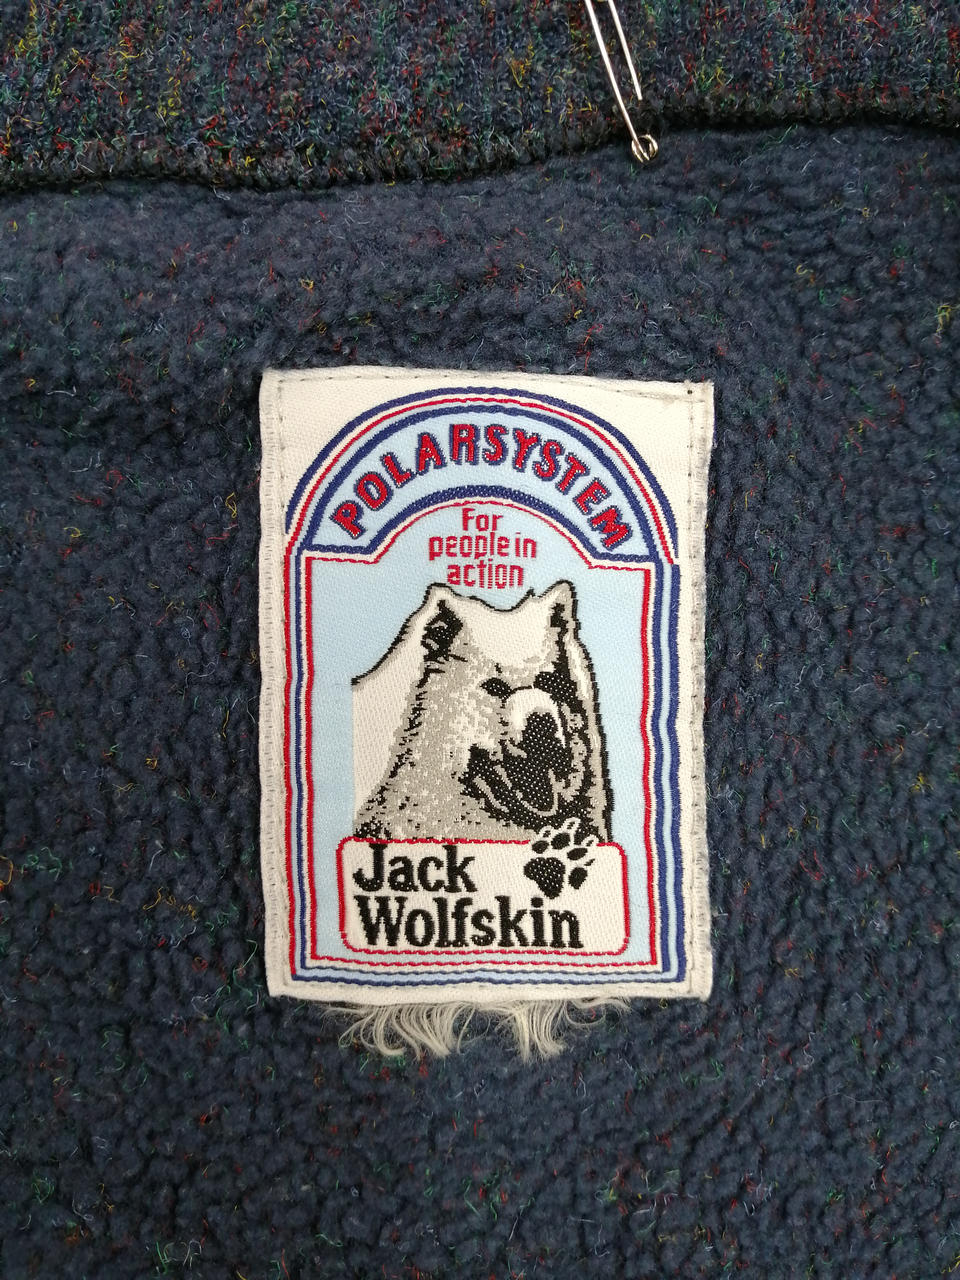 POLARSYSTEM
For
people in
action
Jack
Wolfskin